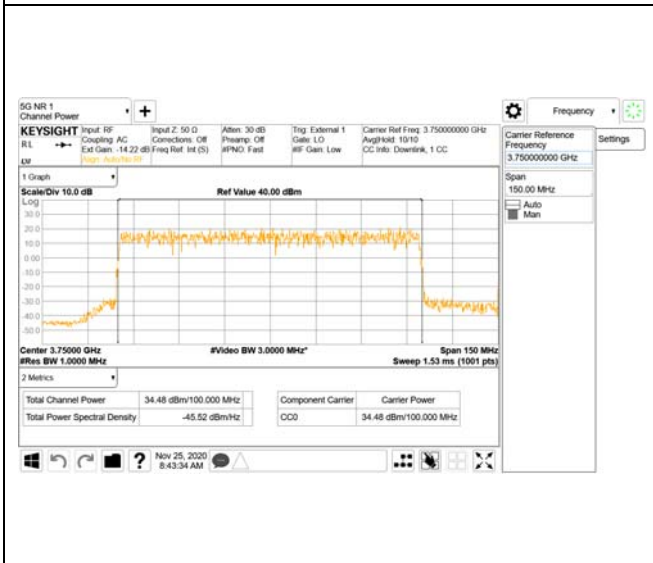 5G NR 1
Channel Power
Frequency
KEYSIGHT
RL
Input: RF
Coupling: AC
Ext Gain: -14.22 dB
Align: Auto/No RF
Input Z: 50 Ω
Corrections: Off
Freq Ref: Int (S)
Atten: 30 dB
Preamp: Off
#PNO: Fast
Trig: External 1
Gate: LO
#IF Gain: Low
Carrier Ref Freq: 3.750000000 GHz
Avg|Hold: 10/10
CC Info: Downlink, 1 CC
Carrier Reference
Frequency
3.750000000 GHz
Settings
Span
150.00 MHz
Auto
Man
1 Graph
Scale/Div 10.0 dB
Ref Value 40.00 dBm
Log
30.0
20.0
10.0
0.00
-10.0
-20.0
-30.0
-40.0
-50.0
Center 3.75000 GHz
#Video BW 3.0000 MHz*
Span 150 MHz
#Res BW 1.0000 MHz
Sweep 1.53 ms (1001 pts)
2 Metrics
Total Channel Power 34.48 dBm/100.000 MHz
Total Power Spectral Density -45.52 dBm/Hz
Component Carrier Carrier Power
CC0 34.48 dBm/100.000 MHz
Nov 25, 2020
8:43:34 AM